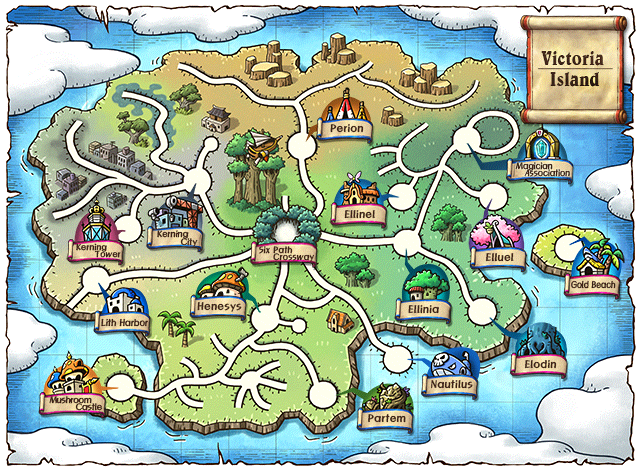 Victoria
Island
Perion
Magician
Association
Ellinel
Kerning
City
Kerning
Tower
Six Path
Crossway
Elluel
Gold Beach
Lith Harbor
Henesys
Ellinia
Elodin
Nautilus
Mushroom
Castle
Partem